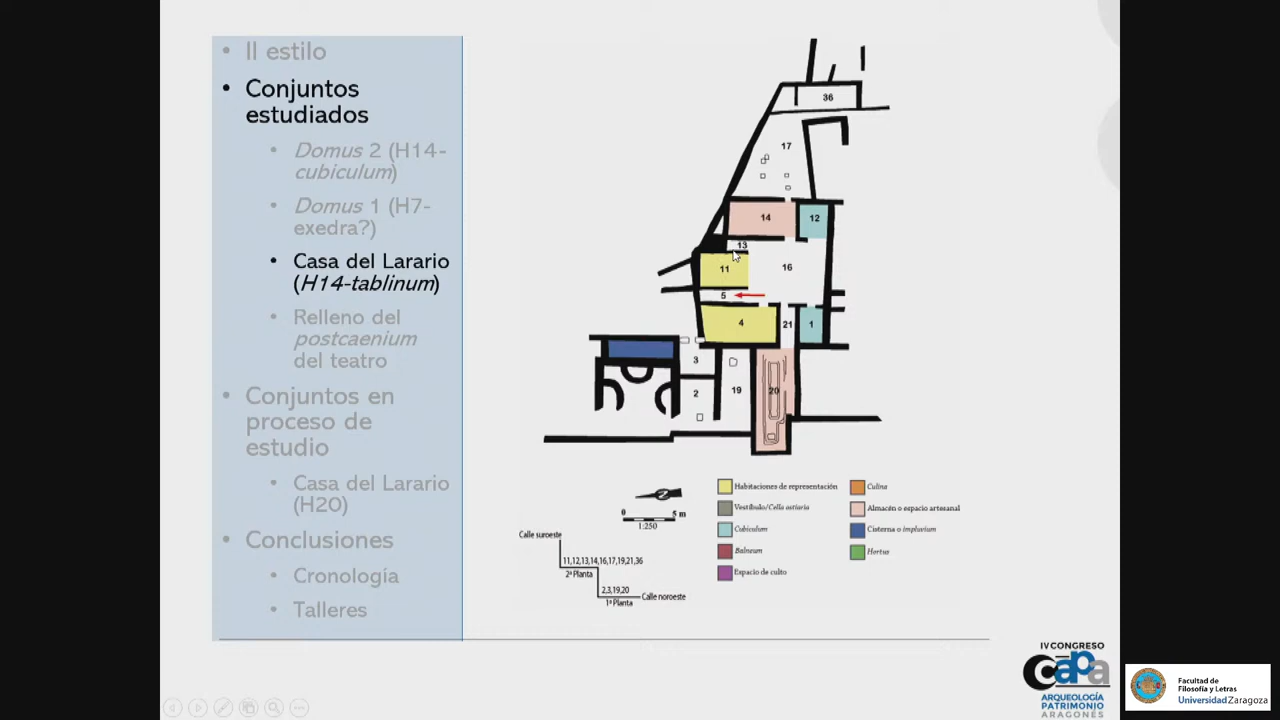 II estilo
Conjuntos
estudiados
Domus 2 (H14-
cubiculum)
Domus 1 (H7-
exedra?)
Casa del Larario
(H14-tablinum)
Relleno del
postcaenium
del teatro
Conjuntos en
proceso de
estudio
Casa del Larario
(H20)
Conclusiones
Cronología
Talleres
36
17
14
12
13
11
16
5
4
21
1
3
19
20
2
0
5 m
1:250
Calle suroeste
11,12,13,14,16,17,19,21,36
2ª Planta
2,3,19,20
1ª Planta
Calle noroeste
Habitaciones de representación
Vestíbulo/Cella ostiaria
Cubiculum
Balneum
Espacio de culto
Culina
Almacén o espacio artesanal
Cisterna o impluvium
Hortus
IV CONGRESO
capa
ARQUEOLOGÍA
PATRIMONIO
ARAGONÉS
Facultad de
Filosofía y Letras
Universidad Zaragoza